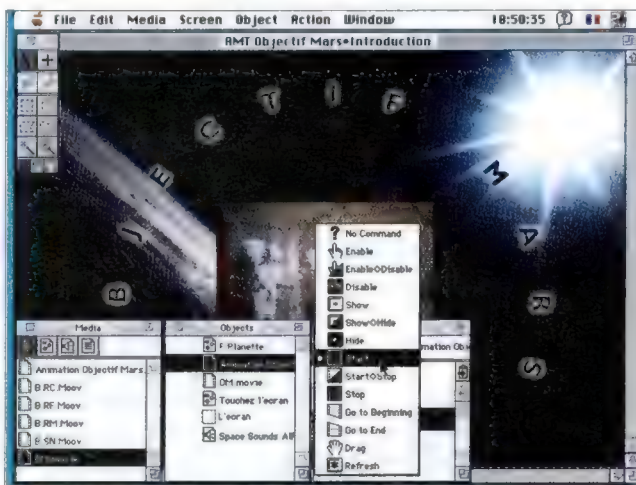 File Edit Media Screen Object Action Window 18:50:35
AMT Objectif Mars•Introduction
B J E C T I F
M A R S
? No Command
Enable
Enable◊Disable
Disable
Show
Show◊Hide
Hide
Start◊Stop
Stop
Go to Beginning
Go to End
Drag
Refresh
Media
Animation Objectif Mars
B.RC Moov
B RF Moov
B RM Moov
B SN Moov
Objects
F Planette
OM movie
Touchez l'ecran
L'ecran
Space Sounds AIF